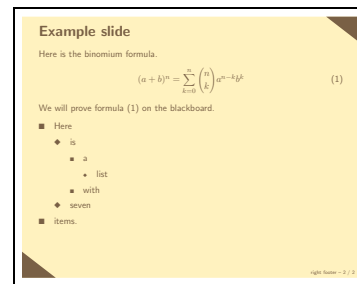 Example slide
Here is the binomium formula.
(a + b)^n = \sum_{k=0}^{n} \binom{n}{k} a^{n-k} b^k (1)
We will prove formula (1) on the blackboard.
■ Here
◆ is
■ a
◆ list
■ with
◆ seven
■ items.
right footer – 2 / 2